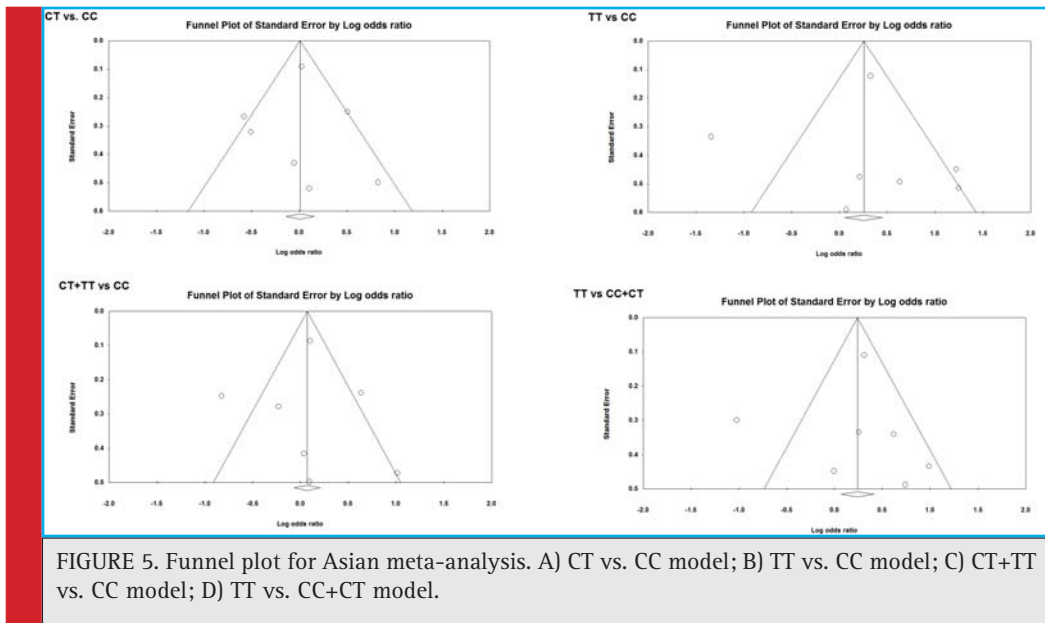 CT vs. CC
Funnel Plot of Standard Error by Log odds ratio
0.0
0.1
0.2
0.3
0.4
0.5
0.6
Standard Error
-2.0 -1.5 -1.0 -0.5 0.0 0.5 1.0 1.5 2.0
Log odds ratio
TT vs CC
Funnel Plot of Standard Error by Log odds ratio
0.0
0.1
0.2
0.3
0.4
0.5
0.6
Standard Error
-2.0 -1.5 -1.0 -0.5 0.0 0.5 1.0 1.5 2.0
Log odds ratio
CT+TT vs CC
Funnel Plot of Standard Error by Log odds ratio
0.0
0.1
0.2
0.3
0.4
0.5
Standard Error
-2.0 -1.5 -1.0 -0.5 0.0 0.5 1.0 1.5 2.0
Log odds ratio
TT vs CC+CT
Funnel Plot of Standard Error by Log odds ratio
0.0
0.1
0.2
0.3
0.4
0.5
Standard Error
-2.0 -1.5 -1.0 -0.5 0.0 0.5 1.0 1.5 2.0
Log odds ratio
FIGURE 5. Funnel plot for Asian meta-analysis. A) CT vs. CC model; B) TT vs. CC model; C) CT+TT
vs. CC model; D) TT vs. CC+CT model.